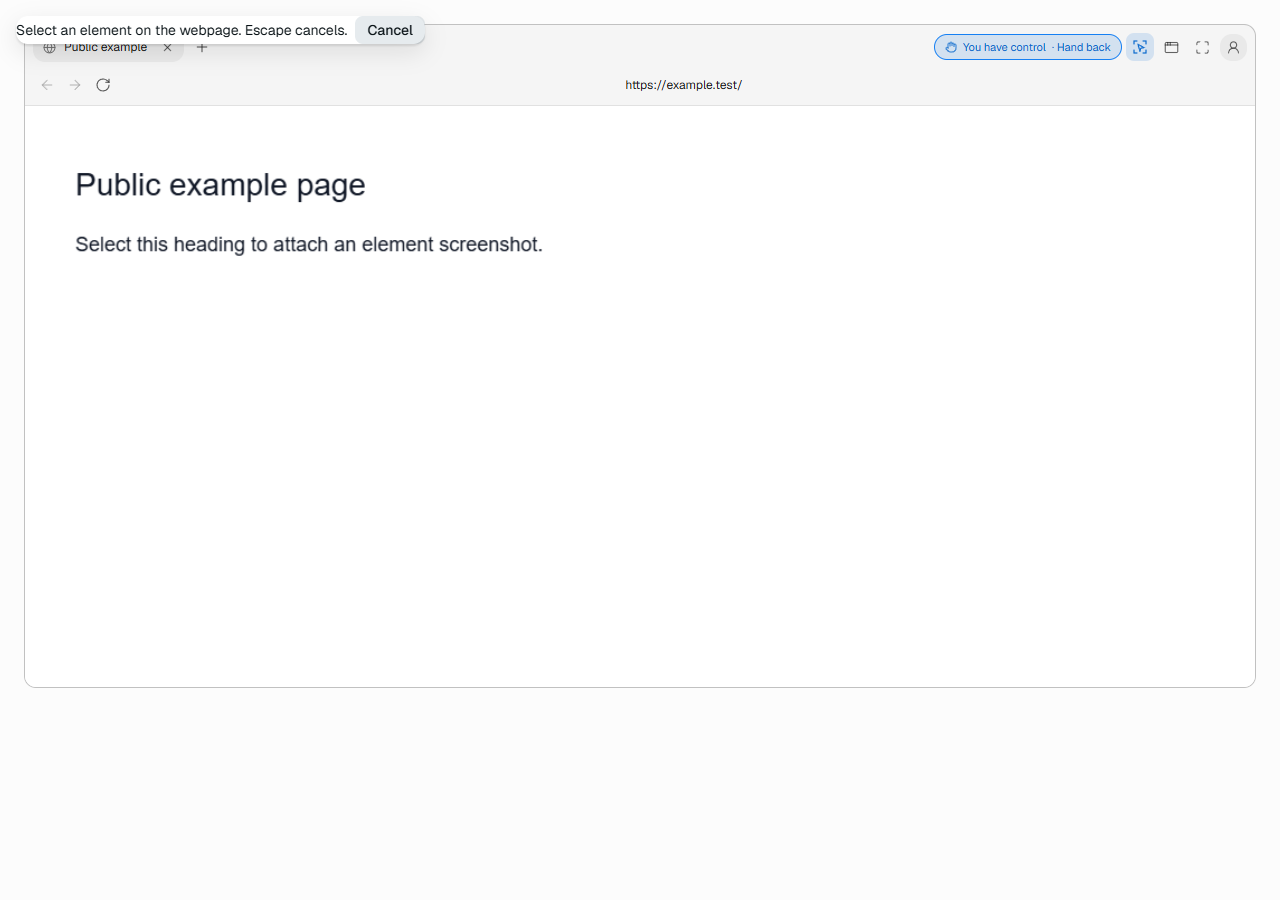 Select an element on the webpage. Escape cancels. Cancel
Public example
You have control · Hand back
https://example.test/
Public example page
Select this heading to attach an element screenshot.